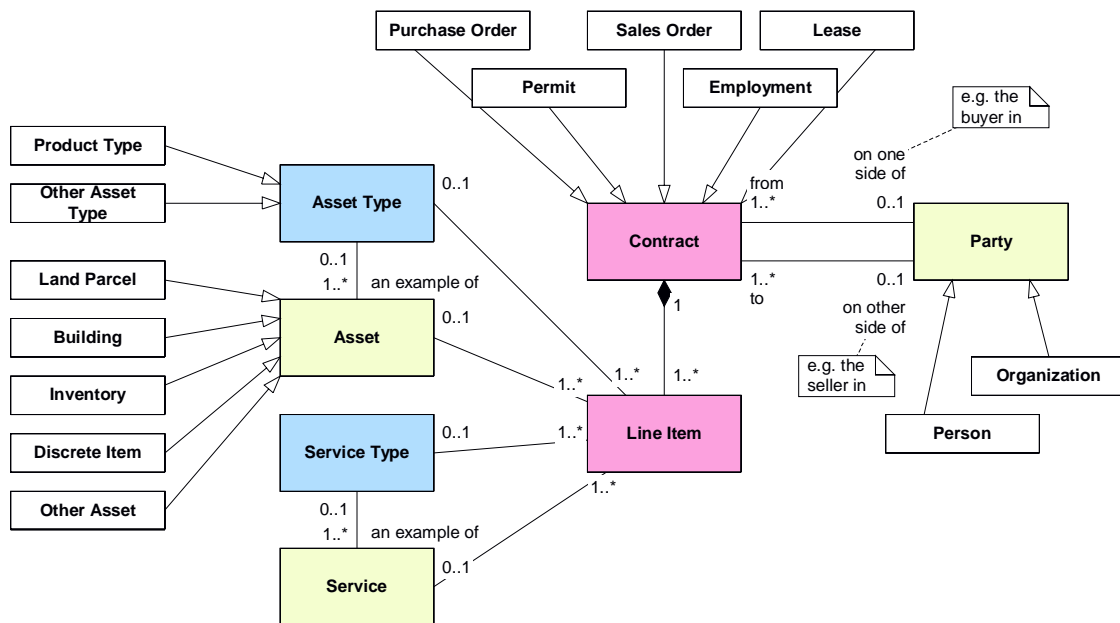 Purchase Order
Sales Order
Lease
Permit
Employment
e.g. the
buyer in
Product Type
Other Asset
Type
Asset Type
0..1
on one
side of
from
1..*
0..1
Contract
Party
0..1
1..*
an example of
1..*
to
0..1
1
on other
side of
Land Parcel
Building
Inventory
Discrete Item
Other Asset
Asset
0..1
e.g. the
seller in
Organization
Person
1..*
1..*
1..*
Line Item
Service Type
0..1
1..*
1..*
0..1
1..*
an example of
Service
0..1